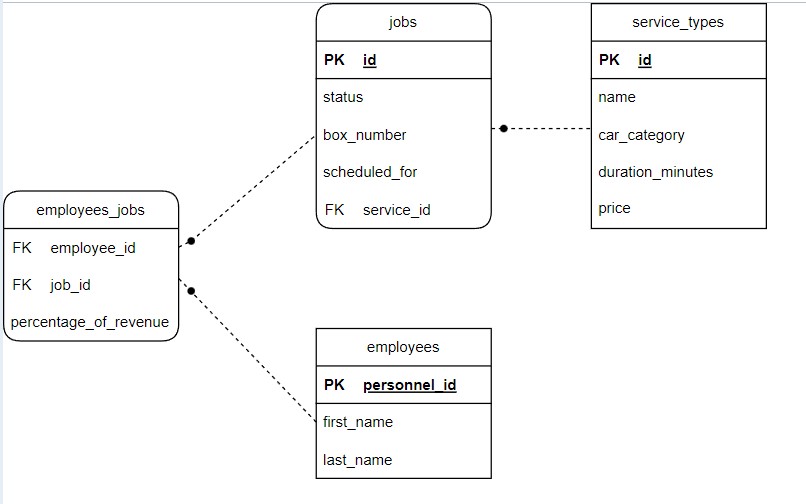 jobs
PK id
status
box_number
scheduled_for
FK service_id
service_types
PK id
name
car_category
duration_minutes
price
employees_jobs
FK employee_id
FK job_id
percentage_of_revenue
employees
PK personnel_id
first_name
last_name